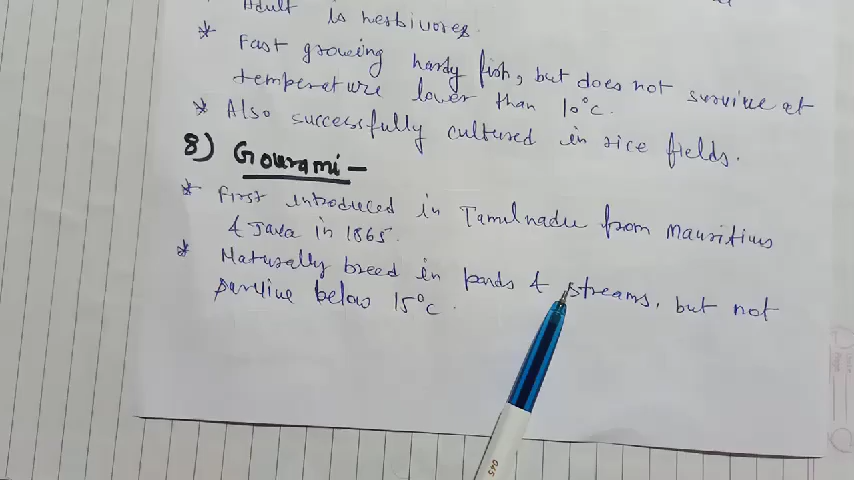 Adult is herbivores.
* Fast growing hardy fish, but does not survive at
temperature lower than 10°C.
* Also successfully cultured in rice fields.
8) Gourami –
* First introduced in Tamilnadu from Mauritius
& Java in 1865.
* Naturally breed in ponds & streams, but not
survive below 15°C.